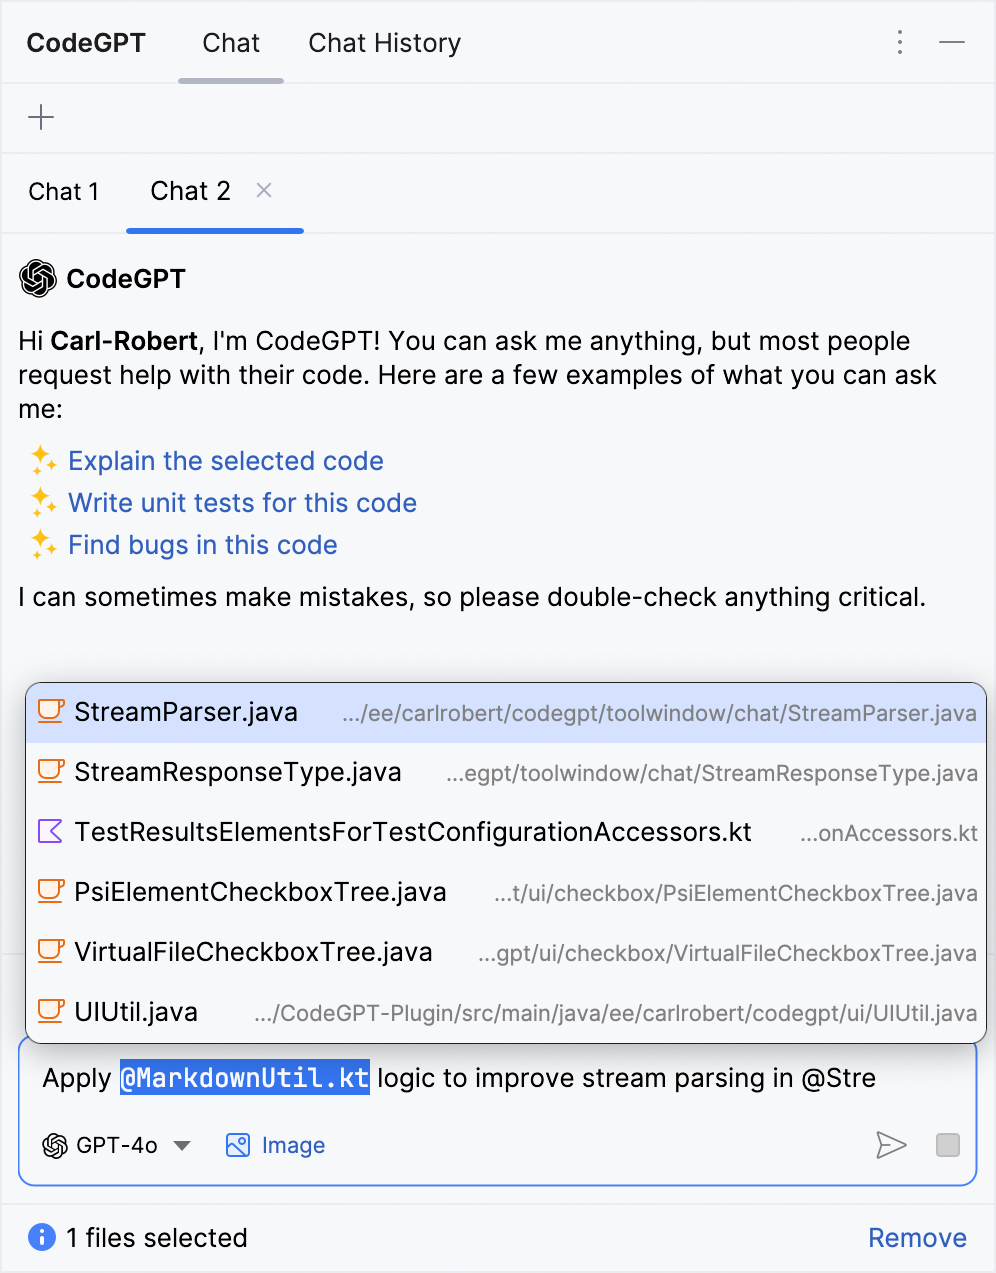 CodeGPT Chat Chat History
Chat 1 Chat 2
CodeGPT
Hi Carl-Robert, I'm CodeGPT! You can ask me anything, but most people
request help with their code. Here are a few examples of what you can ask
me:
Explain the selected code
Write unit tests for this code
Find bugs in this code
I can sometimes make mistakes, so please double-check anything critical.
StreamParser.java .../ee/carlrobert/codegpt/toolwindow/chat/StreamParser.java
StreamResponseType.java ...egpt/toolwindow/chat/StreamResponseType.java
TestResultsElementsForTestConfigurationAccessors.kt ...onAccessors.kt
PsiElementCheckboxTree.java ...t/ui/checkbox/PsiElementCheckboxTree.java
VirtualFileCheckboxTree.java ...gpt/ui/checkbox/VirtualFileCheckboxTree.java
UIUtil.java .../CodeGPT-Plugin/src/main/java/ee/carlrobert/codegpt/ui/UIUtil.java
Apply @MarkdownUtil.kt logic to improve stream parsing in @Stre
GPT-4o Image
1 files selected Remove